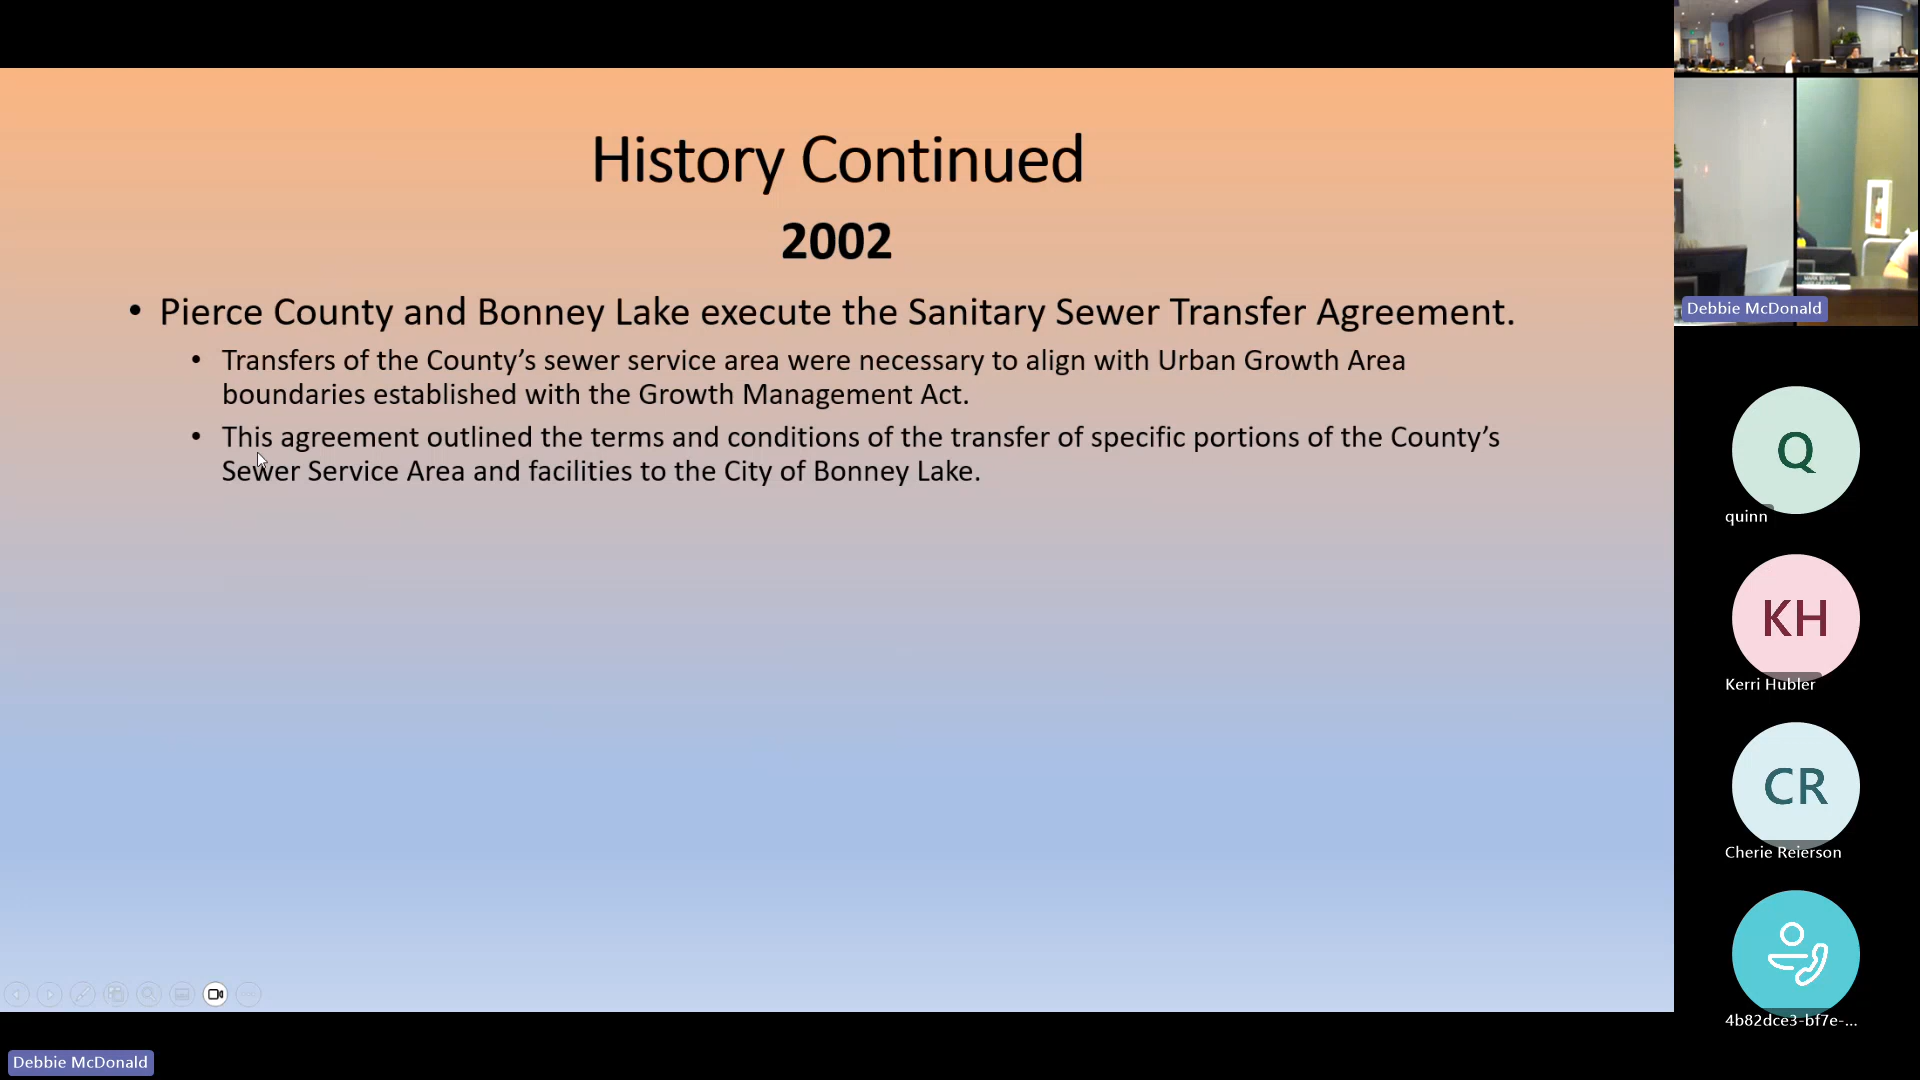 History Continued
2002
• Pierce County and Bonney Lake execute the Sanitary Sewer Transfer Agreement.
• Transfers of the County’s sewer service area were necessary to align with Urban Growth Area
boundaries established with the Growth Management Act.
• This agreement outlined the terms and conditions of the transfer of specific portions of the County’s
Sewer Service Area and facilities to the City of Bonney Lake.
Debbie McDonald
Q
quinn
KH
Kerri Hubler
CR
Cherie Reierson
4b82dce3-bf7e-...
Debbie McDonald